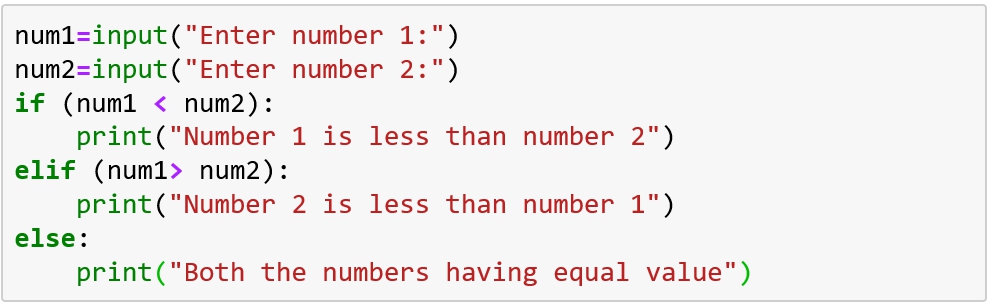 num1=input("Enter number 1:")
num2=input("Enter number 2:")
if (num1 < num2):
    print("Number 1 is less than number 2")
elif (num1> num2):
    print("Number 2 is less than number 1")
else:
    print("Both the numbers having equal value")